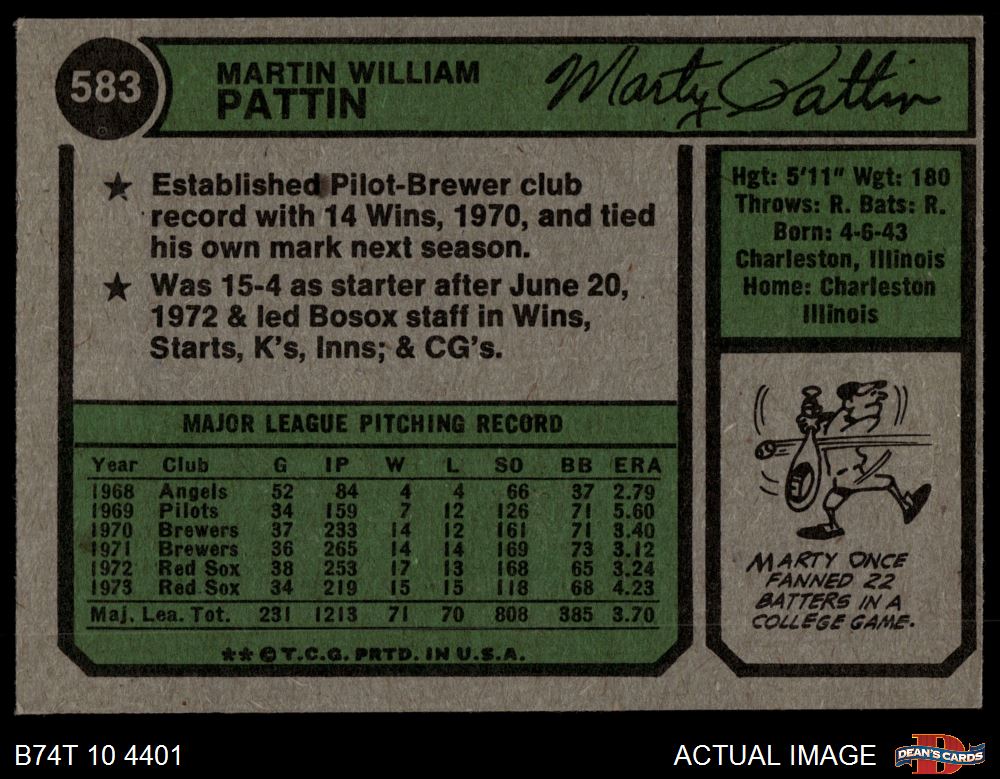 583
MARTIN WILLIAM
PATTIN
Marty Pattin
★ Established Pilot-Brewer club
record with 14 Wins, 1970, and tied
his own mark next season.
★ Was 15-4 as starter after June 20,
1972 & led Bosox staff in Wins,
Starts, K's, Inns; & CG's.
Hgt: 5'11" Wgt: 180
Throws: R. Bats: R.
Born: 4-6-43
Charleston, Illinois
Home: Charleston
Illinois
MAJOR LEAGUE PITCHING RECORD
Year Club G IP W L SO BB ERA
1968 Angels 52 84 4 4 66 37 2.79
1969 Pilots 34 159 7 12 126 71 5.60
1970 Brewers 37 233 14 12 161 71 3.40
1971 Brewers 36 265 14 14 169 73 3.12
1972 Red Sox 38 253 17 13 168 65 3.24
1973 Red Sox 34 219 15 15 118 68 4.23
Maj. Lea. Tot. 231 1213 71 70 808 385 3.70
** © T.C.G. PRTD. IN U.S.A.
MARTY ONCE
FANNED 22
BATTERS IN A
COLLEGE GAME.
B74T 10 4401
ACTUAL IMAGE
DEAN'S CARDS